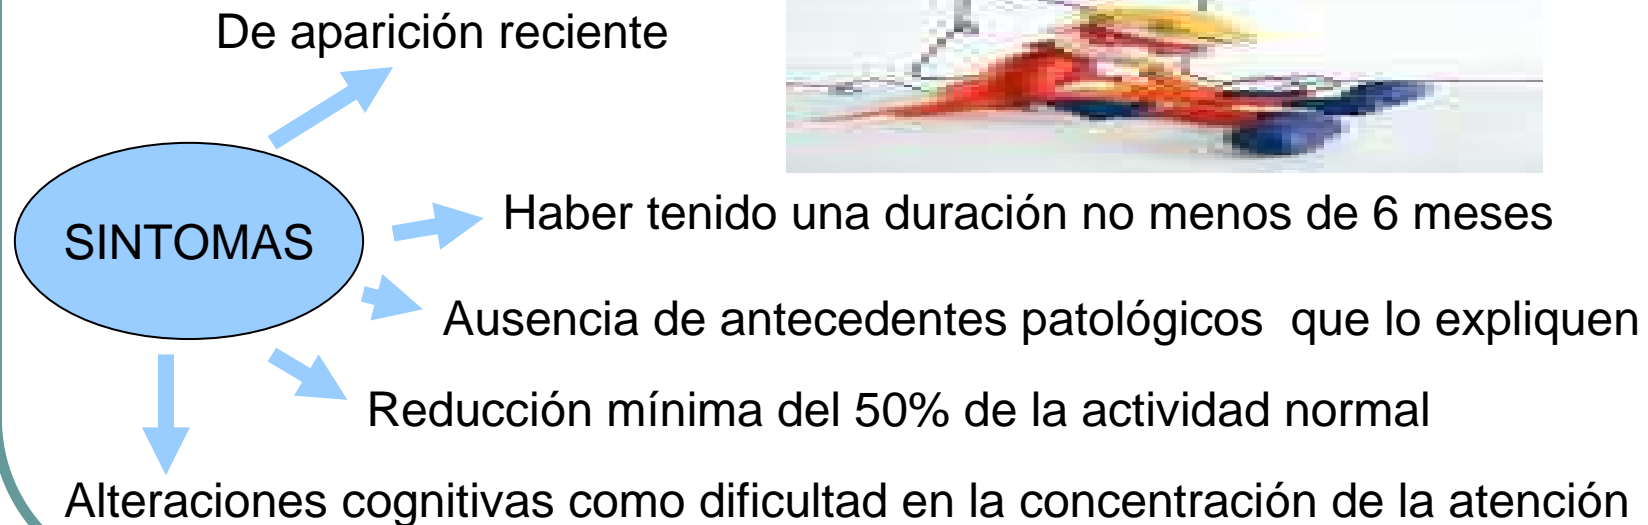 De aparición reciente
SINTOMAS
Haber tenido una duración no menos de 6 meses
Ausencia de antecedentes patológicos  que lo expliquen
Reducción mínima del 50% de la actividad normal
Alteraciones cognitivas como dificultad en la concentración de la atención